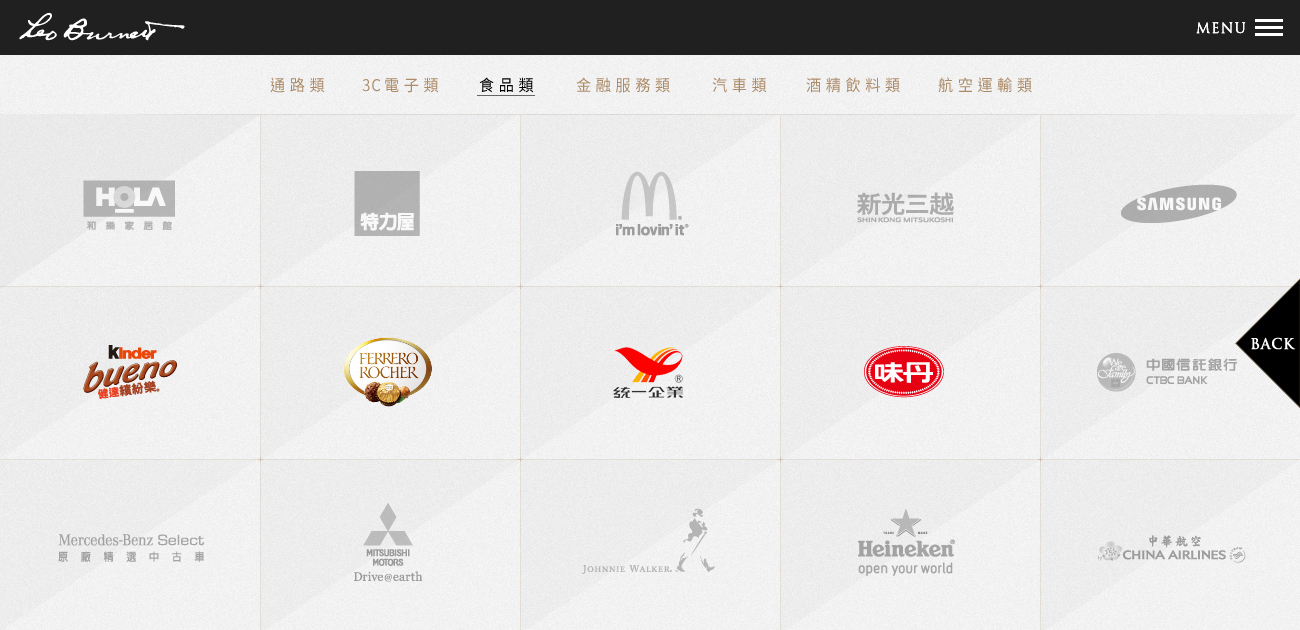 Leo Burnett
MENU
通路類 3C電子類 食品類 金融服務類 汽車類 酒精飲料類 航空運輸類
HOLA
和樂家居館
特力屋
i'm lovin' it®
新光三越
SHIN KONG MITSUKOSHI
SAMSUNG
BACK
Kinder
bueno
健達繽紛樂®
FERRERO
ROCHER
®
統一企業
味丹
We are Family
中國信託銀行
CTBC BANK
Mercedes-Benz Select
原廠精選中古車
MITSUBISHI
MOTORS
Drive@earth
JOHNNIE WALKER.
TRADE MARK
Heineken®
open your world
中華航空
CHINA AIRLINES